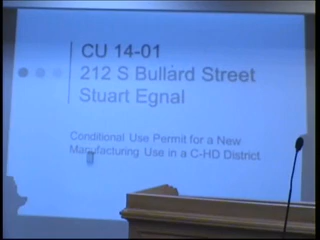 CU 14-01
212 S Bullard Street
Stuart Egnal
Conditional Use Permit for a New
Manufacturing Use in a C-HD District